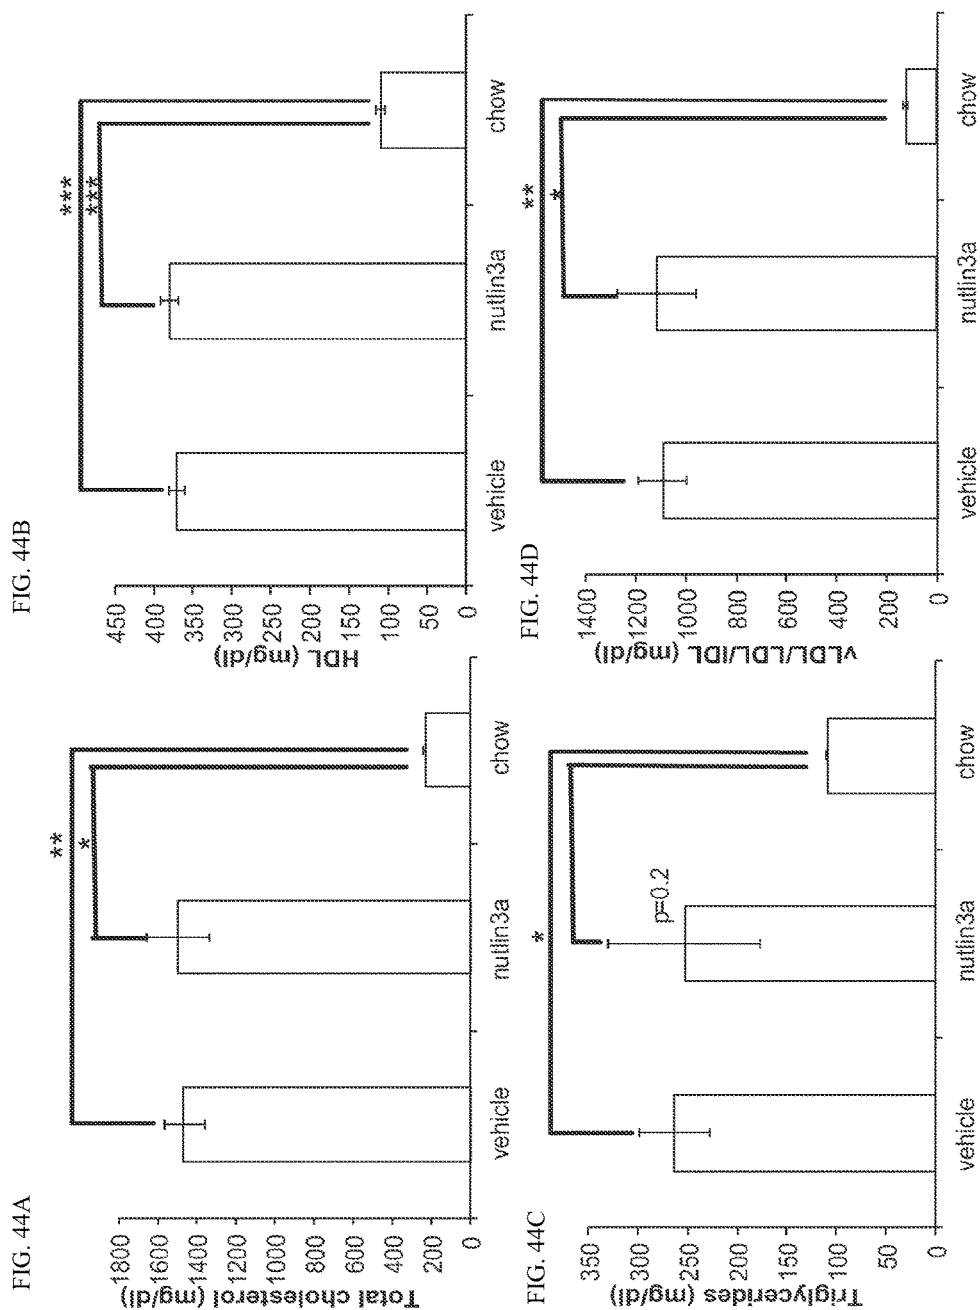 FIG. 44A
Total cholesterol (mg/dl)
1800
1600
1400
1200
1000
800
600
400
200
0
**
*
vehicle
nutlin3a
chow
FIG. 44B
HDL (mg/dl)
450
400
350
300
250
200
150
100
50
0
***
***
vehicle
nutlin3a
chow
FIG. 44C
Triglycerides (mg/dl)
350
300
250
200
150
100
50
0
*
p=0.2
vehicle
nutlin3a
chow
FIG. 44D
vLDL/LDL/IDL (mg/dl)
1400
1200
1000
800
600
400
200
0
**
*
vehicle
nutlin3a
chow